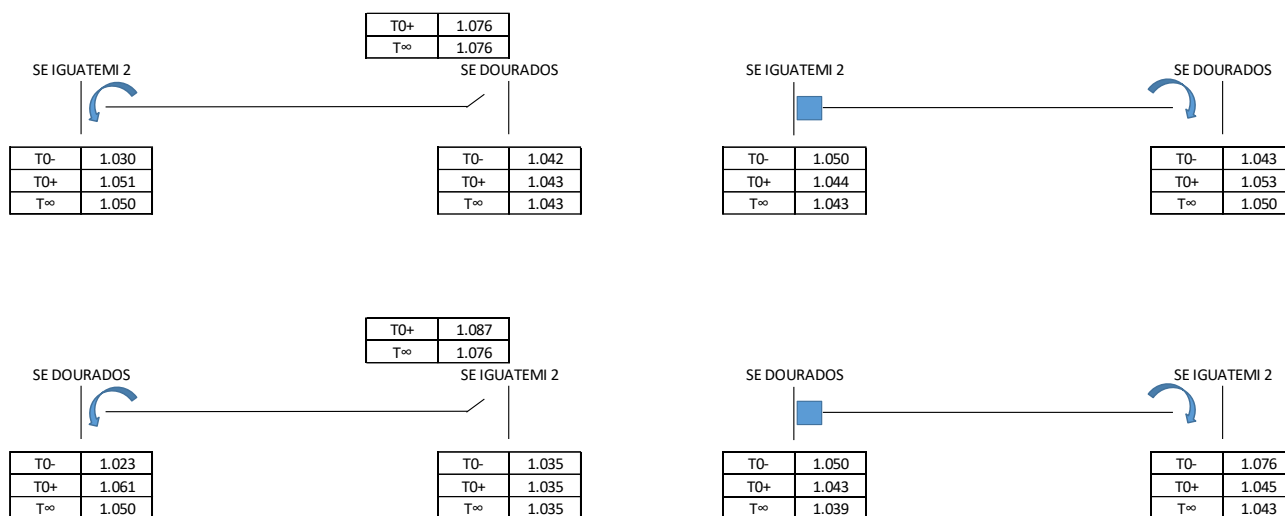 T0+ 1.076
T∞ 1.076
SE IGUATEMI 2 SE DOURADOS
T0- 1.030 T0- 1.042
T0+ 1.051 T0+ 1.043
T∞ 1.050 T∞ 1.043
SE IGUATEMI 2 SE DOURADOS
T0- 1.050 T0- 1.043
T0+ 1.044 T0+ 1.053
T∞ 1.043 T∞ 1.050
T0+ 1.087
T∞ 1.076
SE DOURADOS SE IGUATEMI 2
T0- 1.023 T0- 1.035
T0+ 1.061 T0+ 1.035
T∞ 1.050 T∞ 1.035
SE DOURADOS SE IGUATEMI 2
T0- 1.050 T0- 1.076
T0+ 1.043 T0+ 1.045
T∞ 1.039 T∞ 1.043